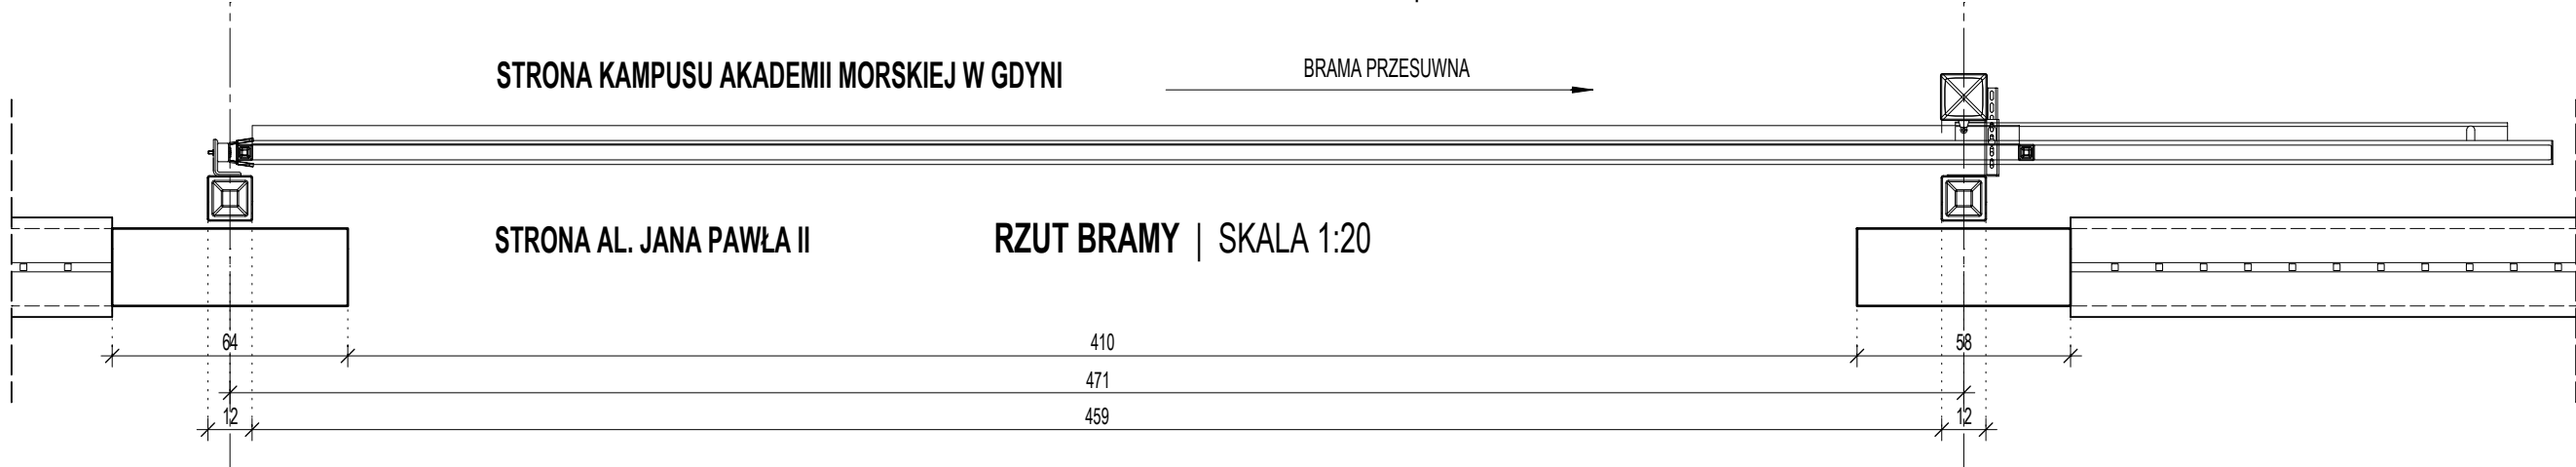 STRONA KAMPUSU AKADEMII MORSKIEJ W GDYNI
BRAMA PRZESUWNA
STRONA AL. JANA PAWŁA II
RZUT BRAMY | SKALA 1:20
64
410
58
471
12
459
12